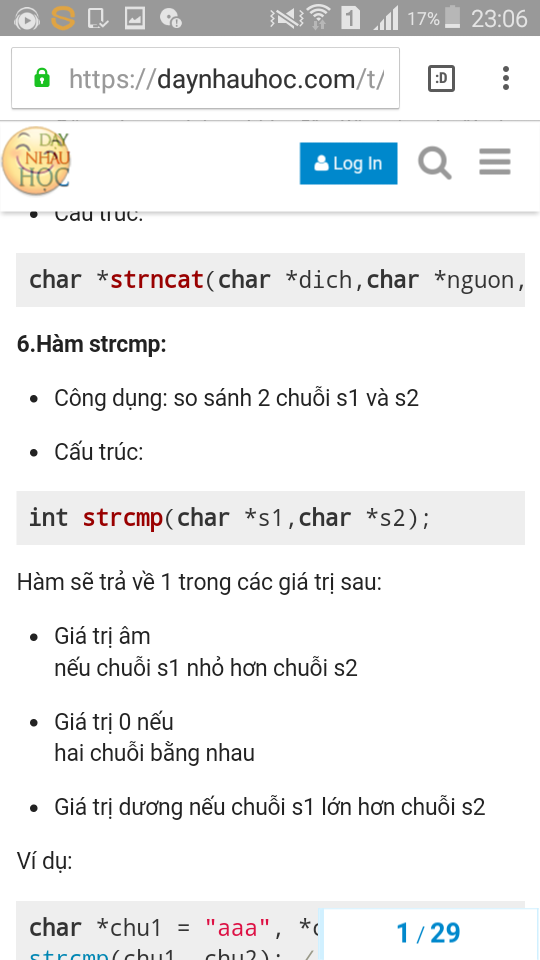 17% 23:06
https://daynhauhoc.com/t/
:D
DAY
NHAU
HỌC
Log In
Cấu trúc:
char *strncat(char *dich,char *nguon,
6.Hàm strcmp:
Công dụng: so sánh 2 chuỗi s1 và s2
Cấu trúc:
int strcmp(char *s1,char *s2);
Hàm sẽ trả về 1 trong các giá trị sau:
Giá trị âm
nếu chuỗi s1 nhỏ hơn chuỗi s2
Giá trị 0 nếu
hai chuỗi bằng nhau
Giá trị dương nếu chuỗi s1 lớn hơn chuỗi s2
Ví dụ:
char *chu1 = "aaa", *c
1 / 29
strcmp(chu1, chu2); /